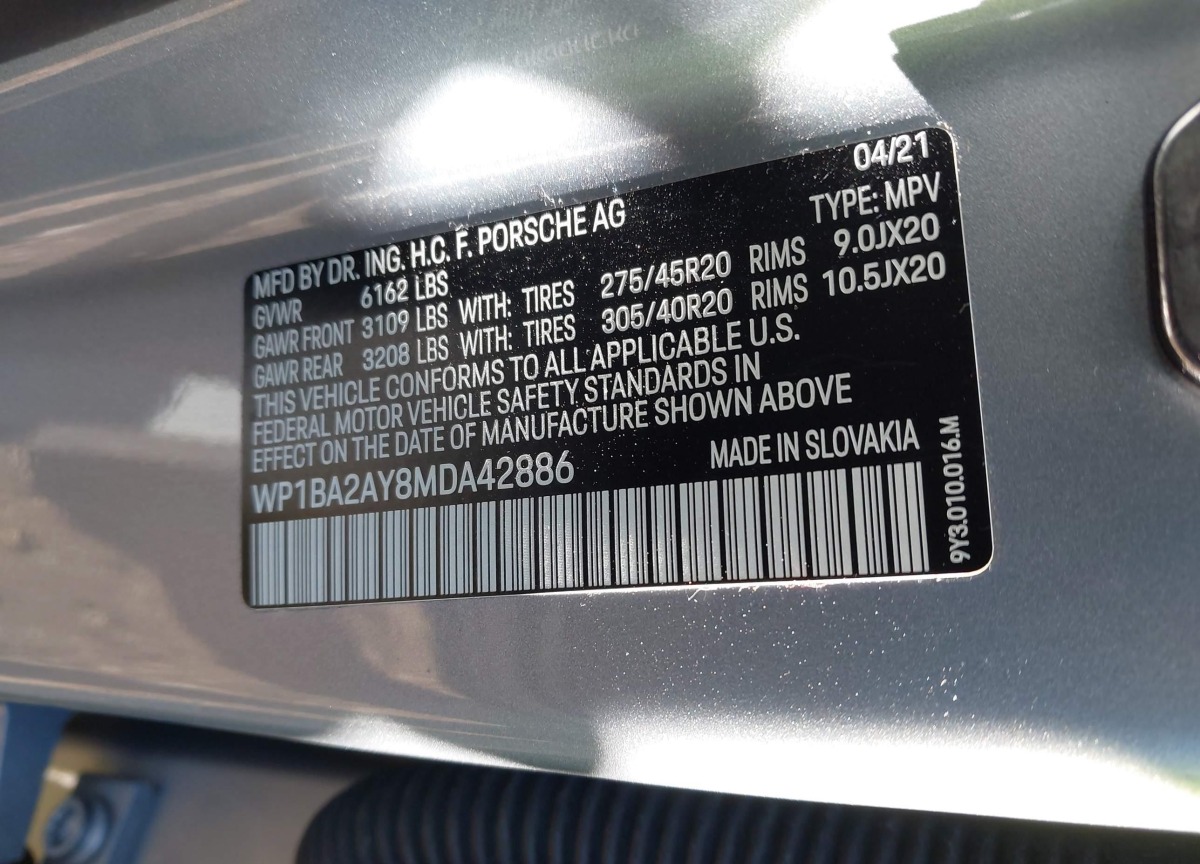 04/21
MFD BY DR. ING. H.C. F. PORSCHE AG TYPE: MPV
GVWR 6162 LBS
GAWR FRONT 3109 LBS WITH: TIRES 275/45R20 RIMS 9.0JX20
GAWR REAR 3208 LBS WITH: TIRES 305/40R20 RIMS 10.5JX20
THIS VEHICLE CONFORMS TO ALL APPLICABLE U.S.
FEDERAL MOTOR VEHICLE SAFETY STANDARDS IN
EFFECT ON THE DATE OF MANUFACTURE SHOWN ABOVE
WP1BA2AY8MDA42886 MADE IN SLOVAKIA
9Y3.010.016.M